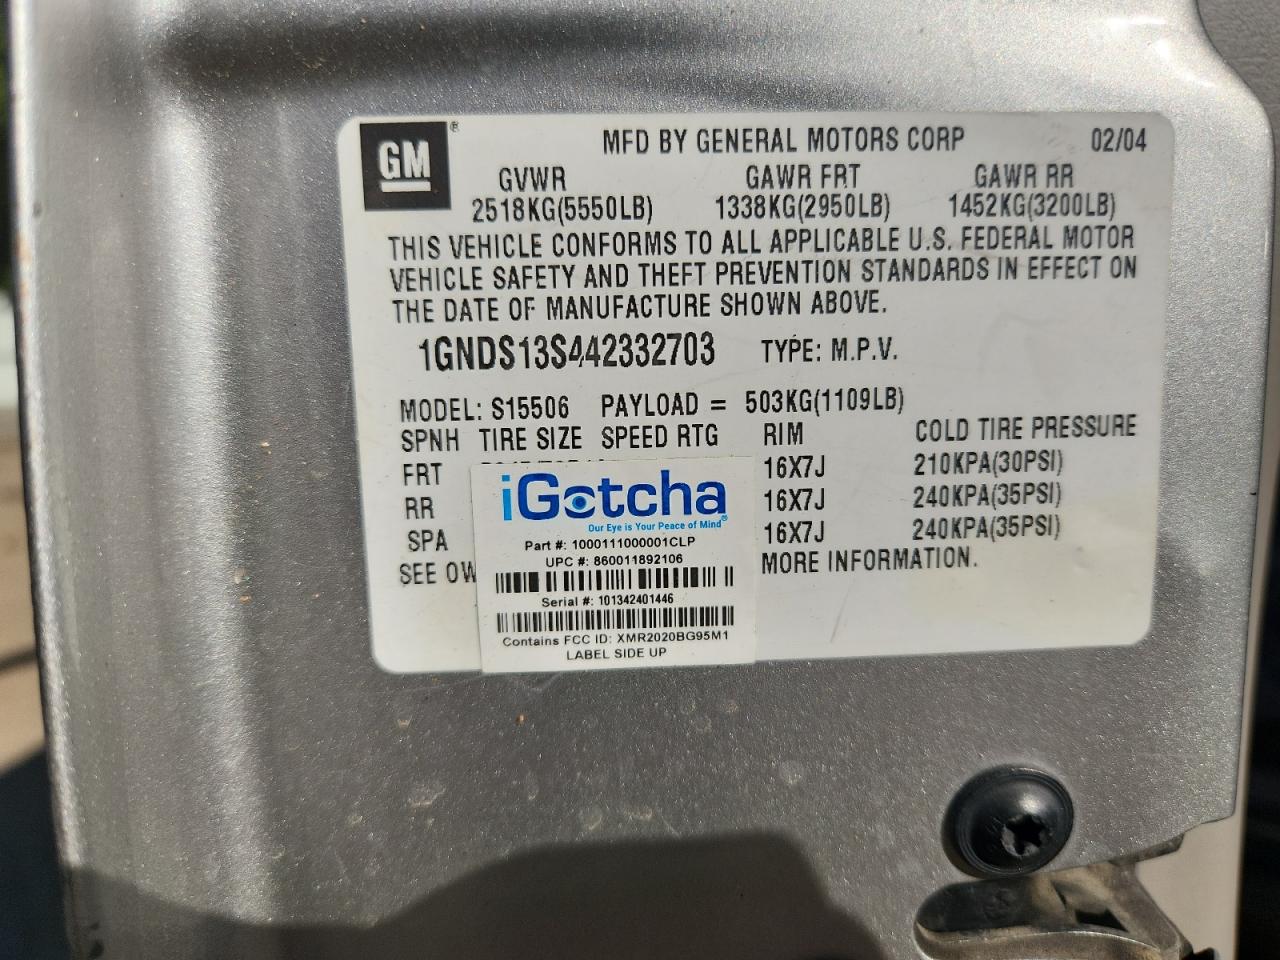 GM® MFD BY GENERAL MOTORS CORP 02/04
GVWR GAWR FRT GAWR RR
2518KG(5550LB) 1338KG(2950LB) 1452KG(3200LB)
THIS VEHICLE CONFORMS TO ALL APPLICABLE U.S. FEDERAL MOTOR
VEHICLE SAFETY AND THEFT PREVENTION STANDARDS IN EFFECT ON
THE DATE OF MANUFACTURE SHOWN ABOVE.
1GNDS13S442332703 TYPE: M.P.V.
MODEL: S15506 PAYLOAD = 503KG(1109LB)
SPNH TIRE SIZE SPEED RTG RIM COLD TIRE PRESSURE
FRT 16X7J 210KPA(30PSI)
RR 16X7J 240KPA(35PSI)
SPA 16X7J 240KPA(35PSI)
SEE OW MORE INFORMATION.
iGotcha
Our Eye is Your Peace of Mind®
Part #: 1000111000001CLP
UPC #: 860011892106
Serial #: 101342401446
Contains FCC ID: XMR2020BG95M1
LABEL SIDE UP